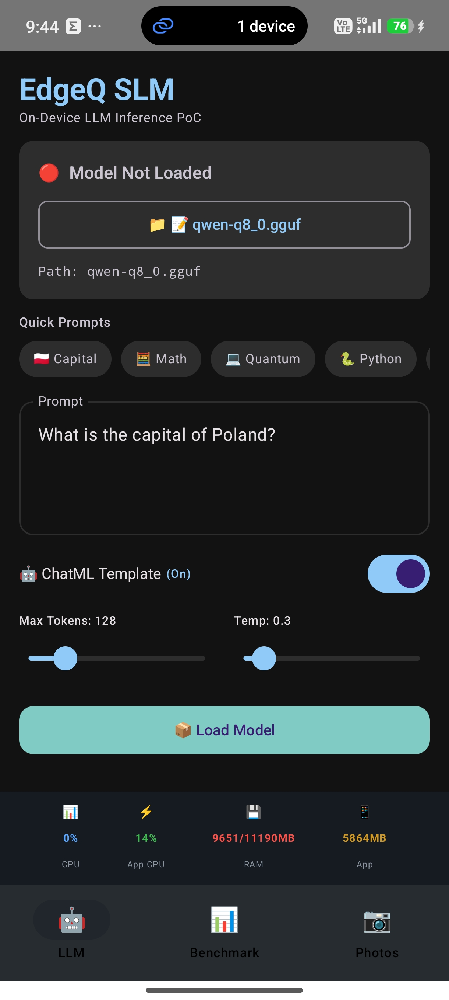 9:44 Σ ... 1 device Vo LTE 5G 76
EdgeQ SLM
On-Device LLM Inference PoC
Model Not Loaded
qwen-q8_0.gguf
Path: qwen-q8_0.gguf
Quick Prompts
Capital Math Quantum Python
Prompt
What is the capital of Poland?
ChatML Template (On)
Max Tokens: 128 Temp: 0.3
Load Model
0% 14% 9651/11190MB 5864MB
CPU App CPU RAM App
LLM Benchmark Photos